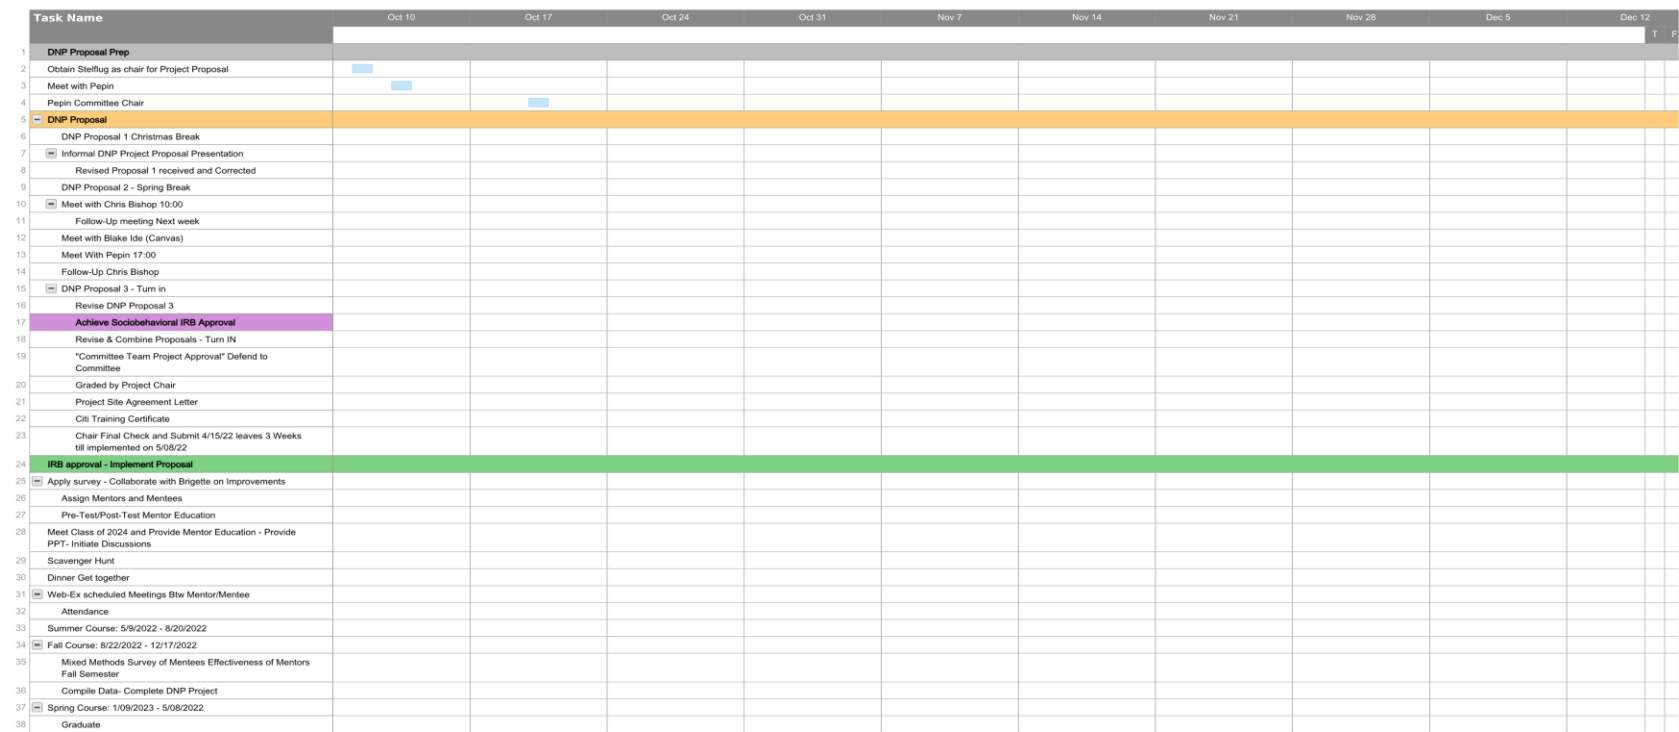 Task Name Oct 10 Oct 17 Oct 24 Oct 31 Nov 7 Nov 14 Nov 21 Nov 28 Dec 5 Dec 12
T F
1 DNP Proposal Prep
2 Obtain Stelflug as chair for Project Proposal
3 Meet with Pepin
4 Pepin Committee Chair
5 DNP Proposal
6 DNP Proposal 1 Christmas Break
7 Informal DNP Project Proposal Presentation
8 Revised Proposal 1 received and Corrected
9 DNP Proposal 2 - Spring Break
10 Meet with Chris Bishop 10:00
11 Follow-Up meeting Next week
12 Meet with Blake Ide (Canvas)
13 Meet With Pepin 17:00
14 Follow-Up Chris Bishop
15 DNP Proposal 3 - Turn in
16 Revise DNP Proposal 3
17 Achieve Sociobehavioral IRB Approval
18 Revise & Combine Proposals - Turn IN
19 "Committee Team Project Approval" Defend to
Committee
20 Graded by Project Chair
21 Project Site Agreement Letter
22 Citi Training Certificate
23 Chair Final Check and Submit 4/15/22 leaves 3 Weeks
till implemented on 5/08/22
24 IRB approval - Implement Proposal
25 Apply survey - Collaborate with Brigette on Improvements
26 Assign Mentors and Mentees
27 Pre-Test/Post-Test Mentor Education
28 Meet Class of 2024 and Provide Mentor Education - Provide
PPT- Initiate Discussions
29 Scavenger Hunt
30 Dinner Get together
31 Web-Ex scheduled Meetings Btw Mentor/Mentee
32 Attendance
33 Summer Course: 5/9/2022 - 8/20/2022
34 Fall Course: 8/22/2022 - 12/17/2022
35 Mixed Methods Survey of Mentees Effectiveness of Mentors
Fall Semester
36 Compile Data- Complete DNP Project
37 Spring Course: 1/09/2023 - 5/08/2022
38 Graduate